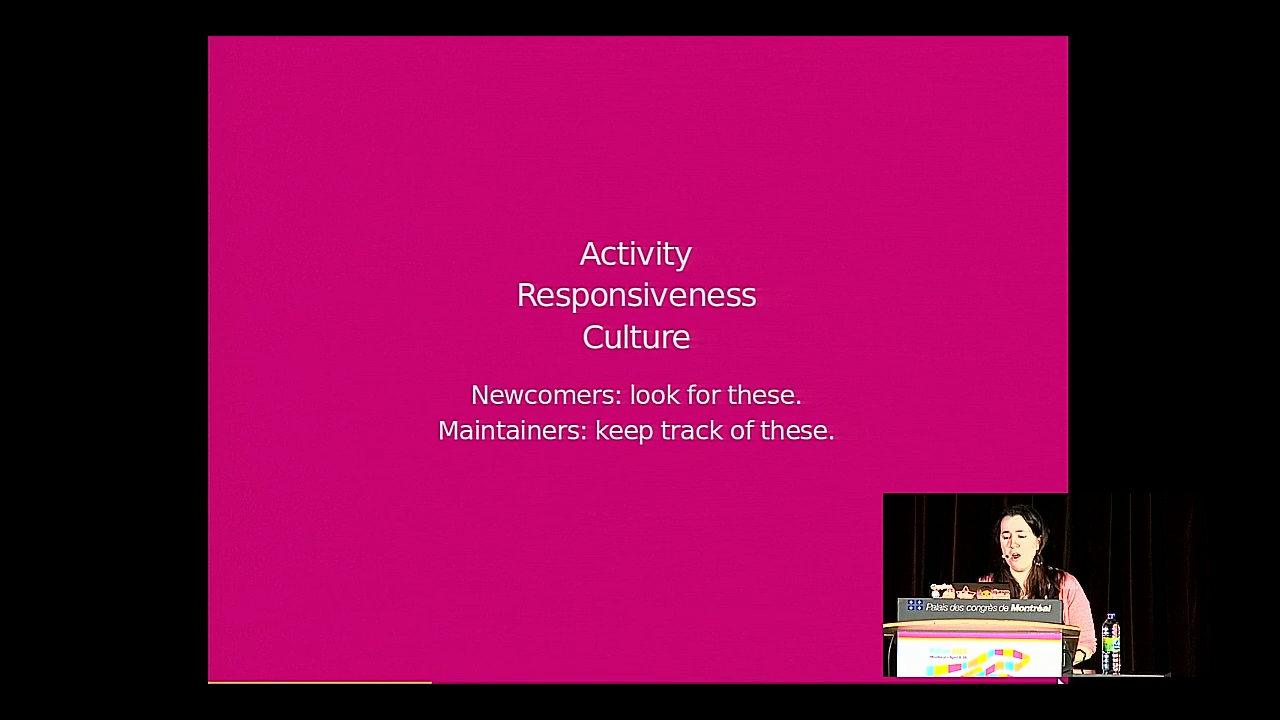 Activity
Responsiveness
Culture
Newcomers: look for these.
Maintainers: keep track of these.
Palais des congrès de Montréal